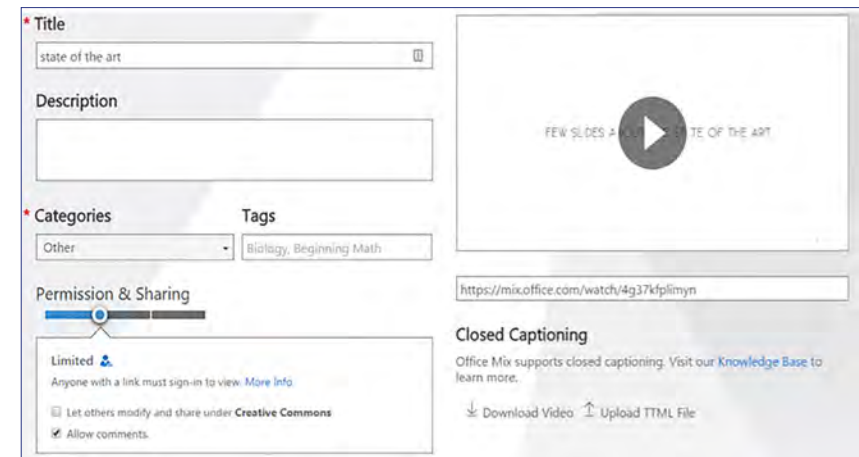 * Title
state of the art
Description
* Categories
Tags
Other
Biology, Beginning Math
Permission & Sharing
Limited
Anyone with a link must sign-in to view. More Info
Let others modify and share under Creative Commons
Allow comments.
FEW SLIDES A TE OF THE ART
https://mix.office.com/watch/4g37kfplimyn
Closed Captioning
Office Mix supports closed captioning. Visit our Knowledge Base to
learn more.
Download Video Upload TTML File